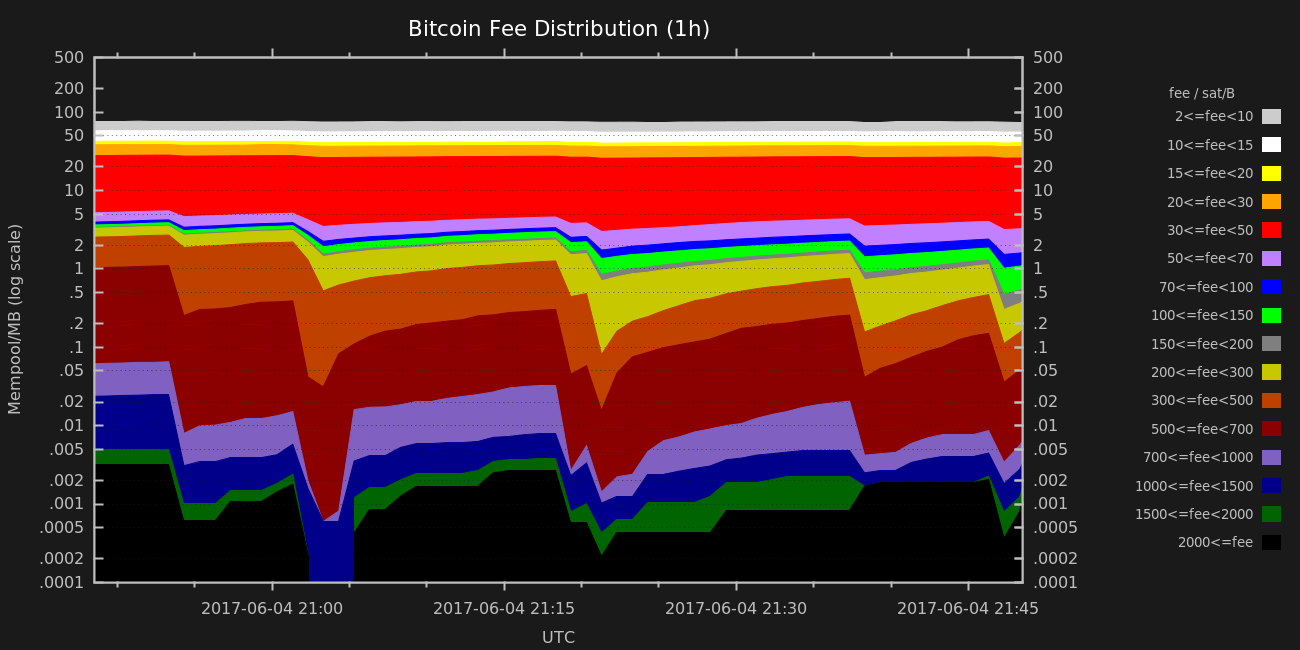 Bitcoin Fee Distribution (1h)
500 500
200 200
100 100
50 50
20 20
10 10
5 5
2 2
1 1
.5 .5
.2 .2
.1 .1
.05 .05
.02 .02
.01 .01
.005 .005
.002 .002
.001 .001
.0005 .0005
.0002 .0002
.0001 .0001
Mempool/MB (log scale)
2017-06-04 21:00 2017-06-04 21:15 2017-06-04 21:30 2017-06-04 21:45
UTC
fee / sat/B
2<=fee<10
10<=fee<15
15<=fee<20
20<=fee<30
30<=fee<50
50<=fee<70
70<=fee<100
100<=fee<150
150<=fee<200
200<=fee<300
300<=fee<500
500<=fee<700
700<=fee<1000
1000<=fee<1500
1500<=fee<2000
2000<=fee